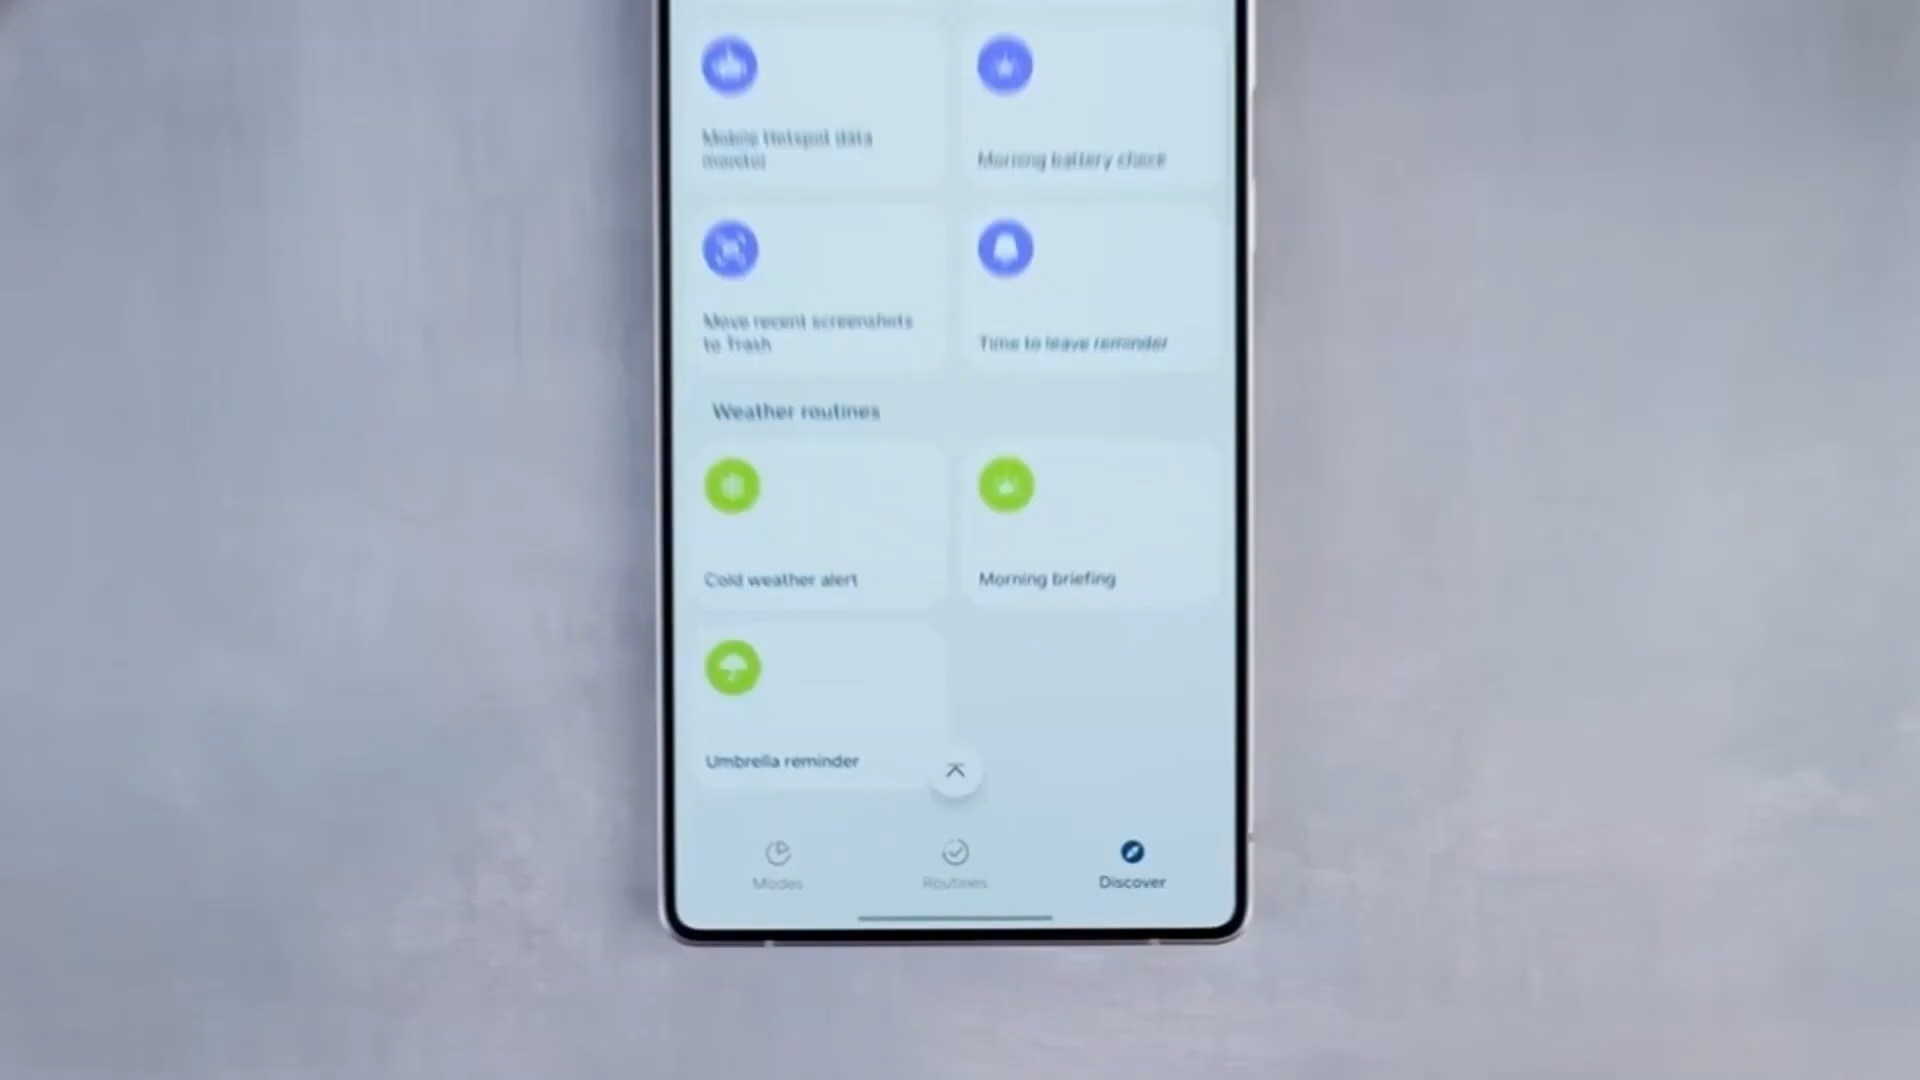 Mobile Hotspot data
monitor
Morning battery check
Move recent screenshots
to Trash
Time to leave reminder
Weather routines
Cold weather alert
Morning briefing
Umbrella reminder
Modes
Routines
Discover